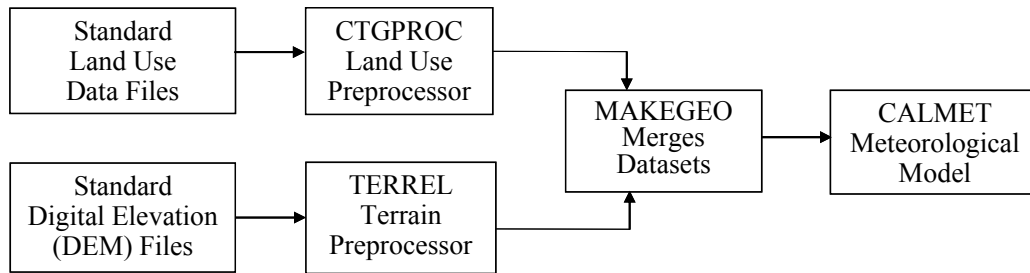 Standard
Land Use
Data Files
CTGPROC
Land Use
Preprocessor
MAKEGEO
Merges
Datasets
CALMET
Meteorological
Model
Standard
Digital Elevation
(DEM) Files
TERREL
Terrain
Preprocessor